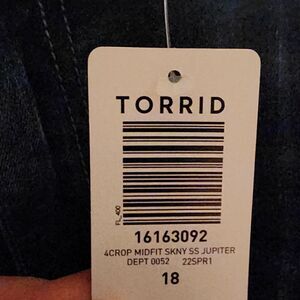 TORRID
FL_400
16163092
4CROP MIDFIT SKNY SS JUPITER
DEPT 0052 22SPR1
18